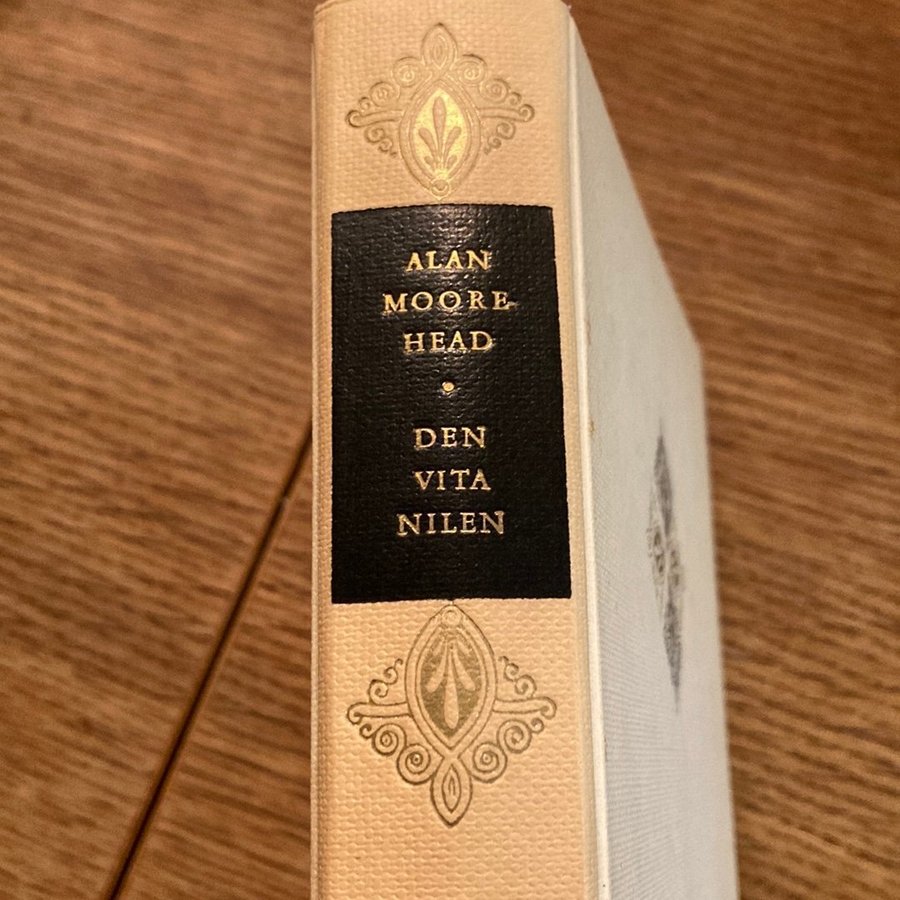 ALAN
MOORE
HEAD
•
DEN
VITA
NILEN